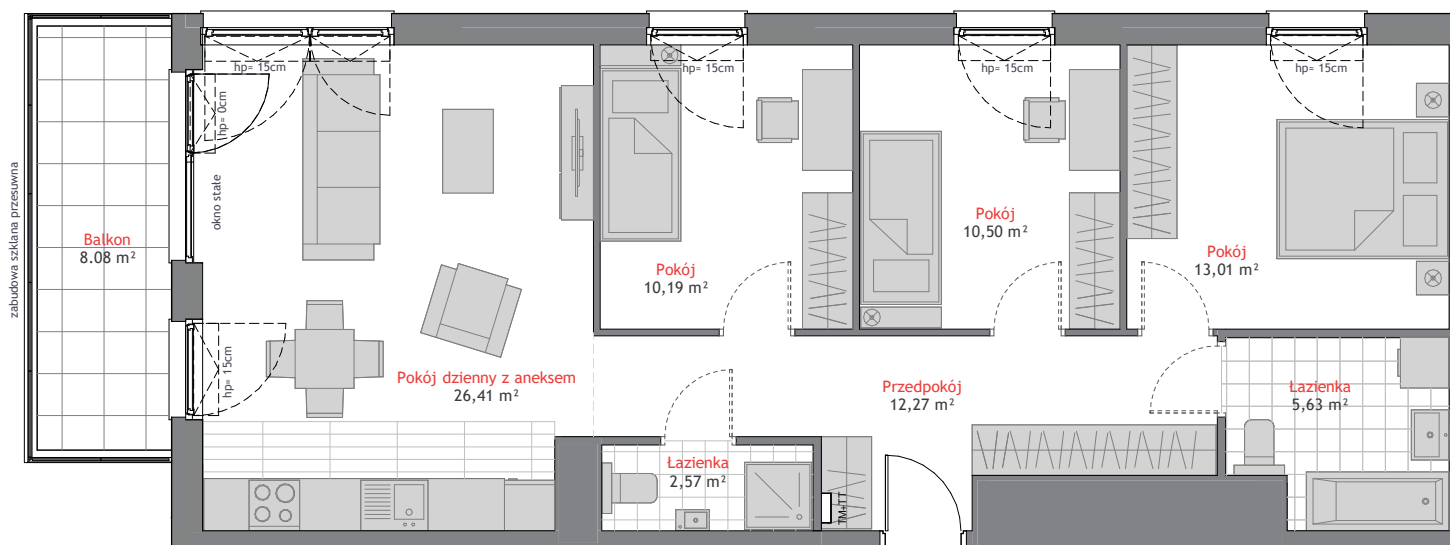 hp= 15cm
hp= 15cm
hp= 15cm
hp= 15cm
hp= 0cm
okno stałe
zabudowa szklana przesuwna
Balkon
8.08 m²
Pokój
10,19 m²
Pokój
10,50 m²
Pokój
13,01 m²
hp= 15cm
Pokój dzienny z aneksem
26,41 m²
Przedpokój
12,27 m²
Łazienka
5,63 m²
Łazienka
2,57 m²
TM+TT